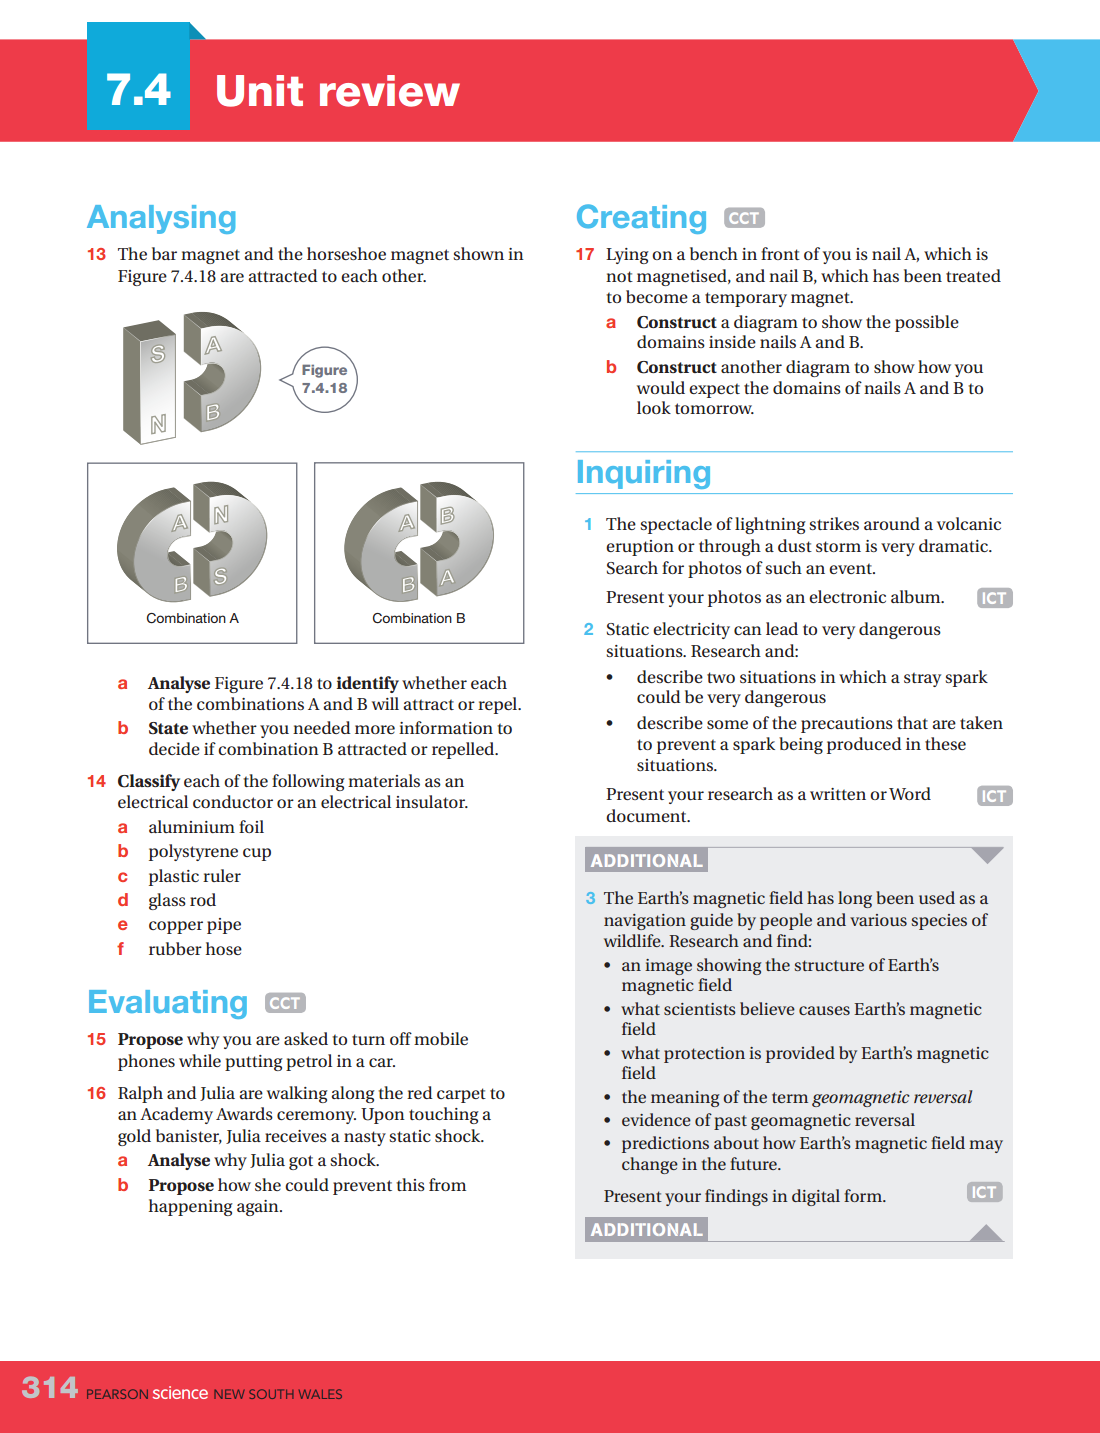 7.4 Unit review
Analysing
13 The bar magnet and the horseshoe magnet shown in
Figure 7.4.18 are attracted to each other.
S
N
A
B
Figure
7.4.18
A
B
N
S
Combination A
A
B
B
A
Combination B
a Analyse Figure 7.4.18 to identify whether each
of the combinations A and B will attract or repel.
b State whether you needed more information to
decide if combination B attracted or repelled.
14 Classify each of the following materials as an
electrical conductor or an electrical insulator.
a aluminium foil
b polystyrene cup
c plastic ruler
d glass rod
e copper pipe
f rubber hose
Evaluating CCT
15 Propose why you are asked to turn off mobile
phones while putting petrol in a car.
16 Ralph and Julia are walking along the red carpet to
an Academy Awards ceremony. Upon touching a
gold banister, Julia receives a nasty static shock.
a Analyse why Julia got a shock.
b Propose how she could prevent this from
happening again.
Creating CCT
17 Lying on a bench in front of you is nail A, which is
not magnetised, and nail B, which has been treated
to become a temporary magnet.
a Construct a diagram to show the possible
domains inside nails A and B.
b Construct another diagram to show how you
would expect the domains of nails A and B to
look tomorrow.
Inquiring
1 The spectacle of lightning strikes around a volcanic
eruption or through a dust storm is very dramatic.
Search for photos of such an event.
Present your photos as an electronic album. ICT
2 Static electricity can lead to very dangerous
situations. Research and:
• describe two situations in which a stray spark
could be very dangerous
• describe some of the precautions that are taken
to prevent a spark being produced in these
situations.
Present your research as a written or Word ICT
document.
ADDITIONAL
3 The Earth's magnetic field has long been used as a
navigation guide by people and various species of
wildlife. Research and find:
• an image showing the structure of Earth's
magnetic field
• what scientists believe causes Earth's magnetic
field
• what protection is provided by Earth's magnetic
field
• the meaning of the term geomagnetic reversal
• evidence of past geomagnetic reversal
• predictions about how Earth's magnetic field may
change in the future.
Present your findings in digital form. ICT
ADDITIONAL
314 PEARSON science NEW SOUTH WALES